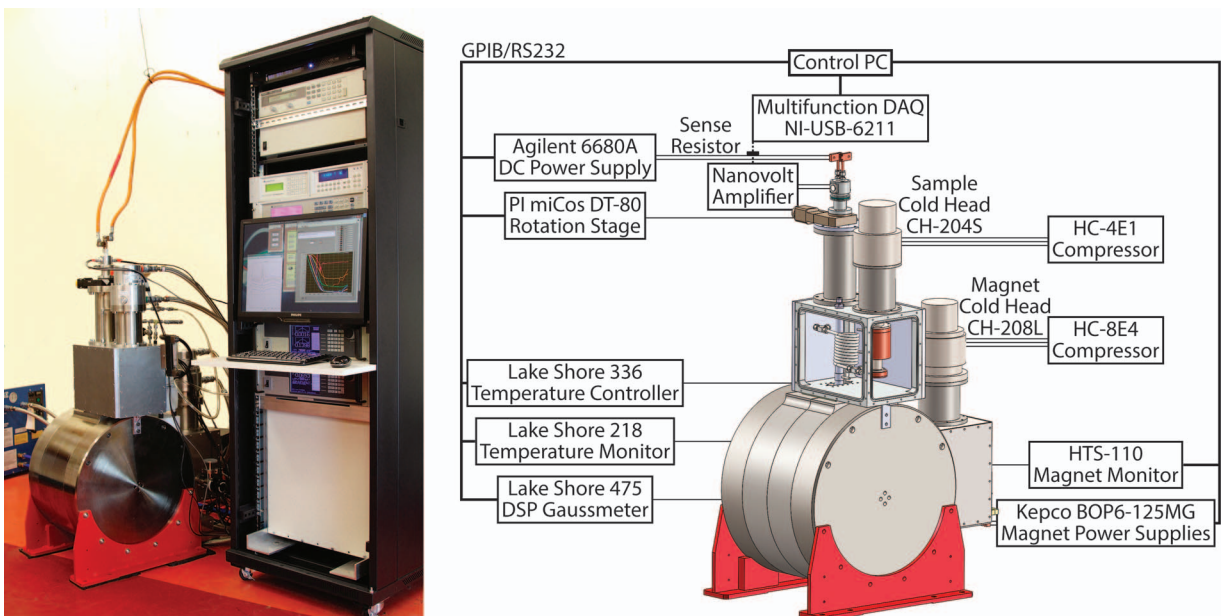 GPIB/RS232
Control PC
Multifunction DAQ
NI-USB-6211
Sense
Resistor
Agilent 6680A
DC Power Supply
Nanovolt
Amplifier
PI miCos DT-80
Rotation Stage
Sample
Cold Head
CH-204S
HC-4E1
Compressor
Magnet
Cold Head
CH-208L
HC-8E4
Compressor
Lake Shore 336
Temperature Controller
Lake Shore 218
Temperature Monitor
Lake Shore 475
DSP Gaussmeter
HTS-110
Magnet Monitor
Kepco BOP6-125MG
Magnet Power Supplies